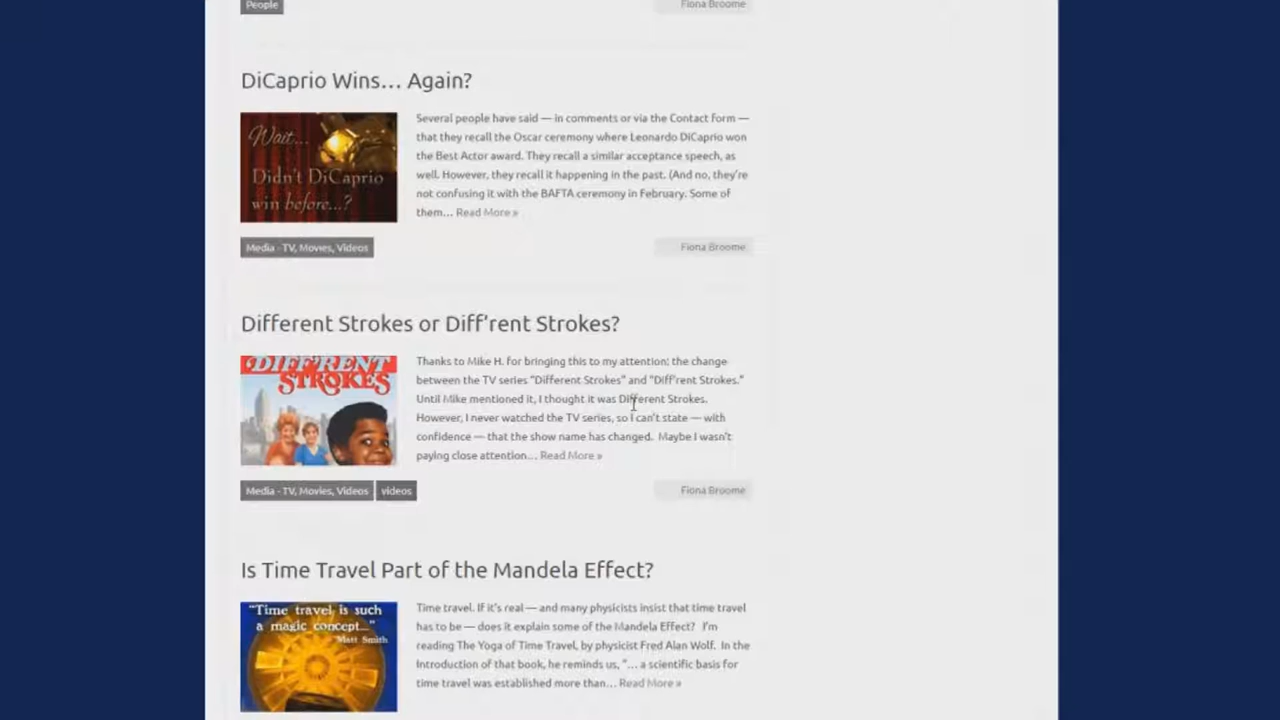 People
Fiona Broome
DiCaprio Wins... Again?
Wait...
Didn't DiCaprio
win before...?
Several people have said — in comments or via the Contact form —
that they recall the Oscar ceremony where Leonardo DiCaprio won
the Best Actor award. They recall a similar acceptance speech, as
well. However, they recall it happening in the past. (And no, they're
not confusing it with the BAFTA ceremony in February. Some of
them... Read More »
Media - TV, Movies, Videos
Fiona Broome
Different Strokes or Diff'rent Strokes?
DIFF'RENT
STROKES
Thanks to Mike H. for bringing this to my attention: the change
between the TV series "Different Strokes" and "Diff'rent Strokes."
Until Mike mentioned it, I thought it was Different Strokes.
However, I never watched the TV series, so I can't state — with
confidence — that the show name has changed. Maybe I wasn't
paying close attention... Read More »
Media - TV, Movies, Videos
videos
Fiona Broome
Is Time Travel Part of the Mandela Effect?
"Time travel is such
a magic concept..."
Matt Smith
Time travel. If it's real — and many physicists insist that time travel
has to be — does it explain some of the Mandela Effect? I'm
reading The Yoga of Time Travel, by physicist Fred Alan Wolf. In the
Introduction of that book, he reminds us, "... a scientific basis for
time travel was established more than... Read More »